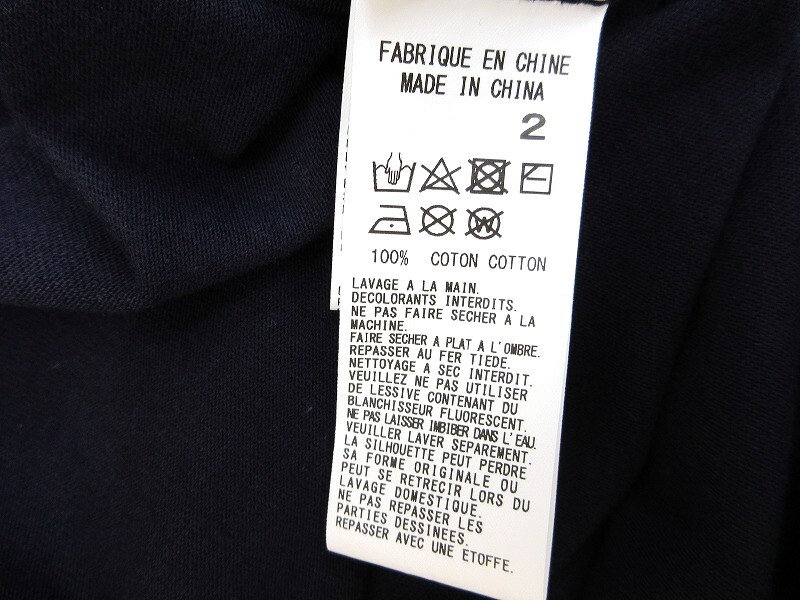 FABRIQUE EN CHINE
MADE IN CHINA
2
W
100% COTON COTTON
LAVAGE A LA MAIN.
DECOLORANTS INTERDITS.
NE PAS FAIRE SECHER A LA
MACHINE.
FAIRE SECHER A PLAT A L'OMBRE.
REPASSER AU FER TIEDE.
NETTOYAGE A SEC INTERDIT.
VEUILLEZ NE PAS UTILISER
DE LESSIVE CONTENANT DU
BLANCHISSEUR FLUORESCENT.
NE PAS LAISSER IMBIBER DANS L'EAU.
VEUILLER LAVER SEPAREMENT.
LA SILHOUETTE PEUT PERDRE
SA FORME ORIGINALE OU
PEUT SE RETRECIR LORS DU
LAVAGE DOMESTIQUE.
NE PAS REPASSER LES
PARTIES DESSINEES.
REPASSER AVEC UNE ETOFFE.